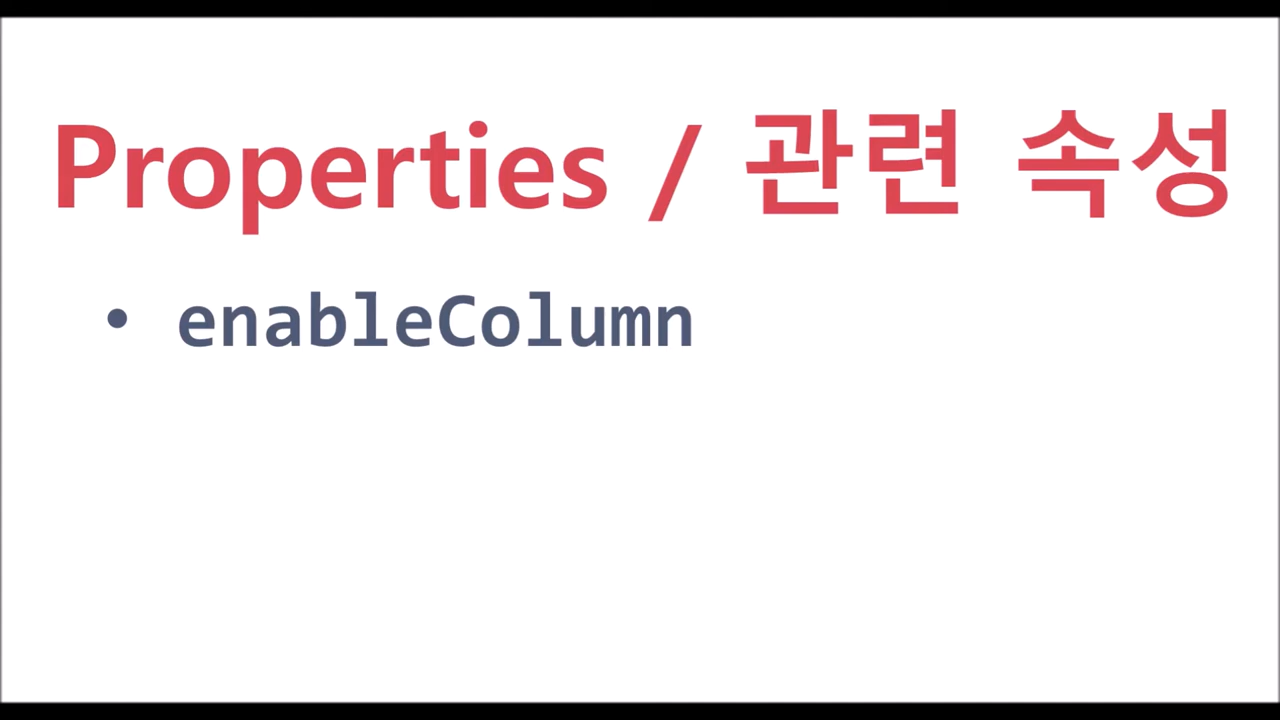 Properties / 관련 속성
• enableColumn